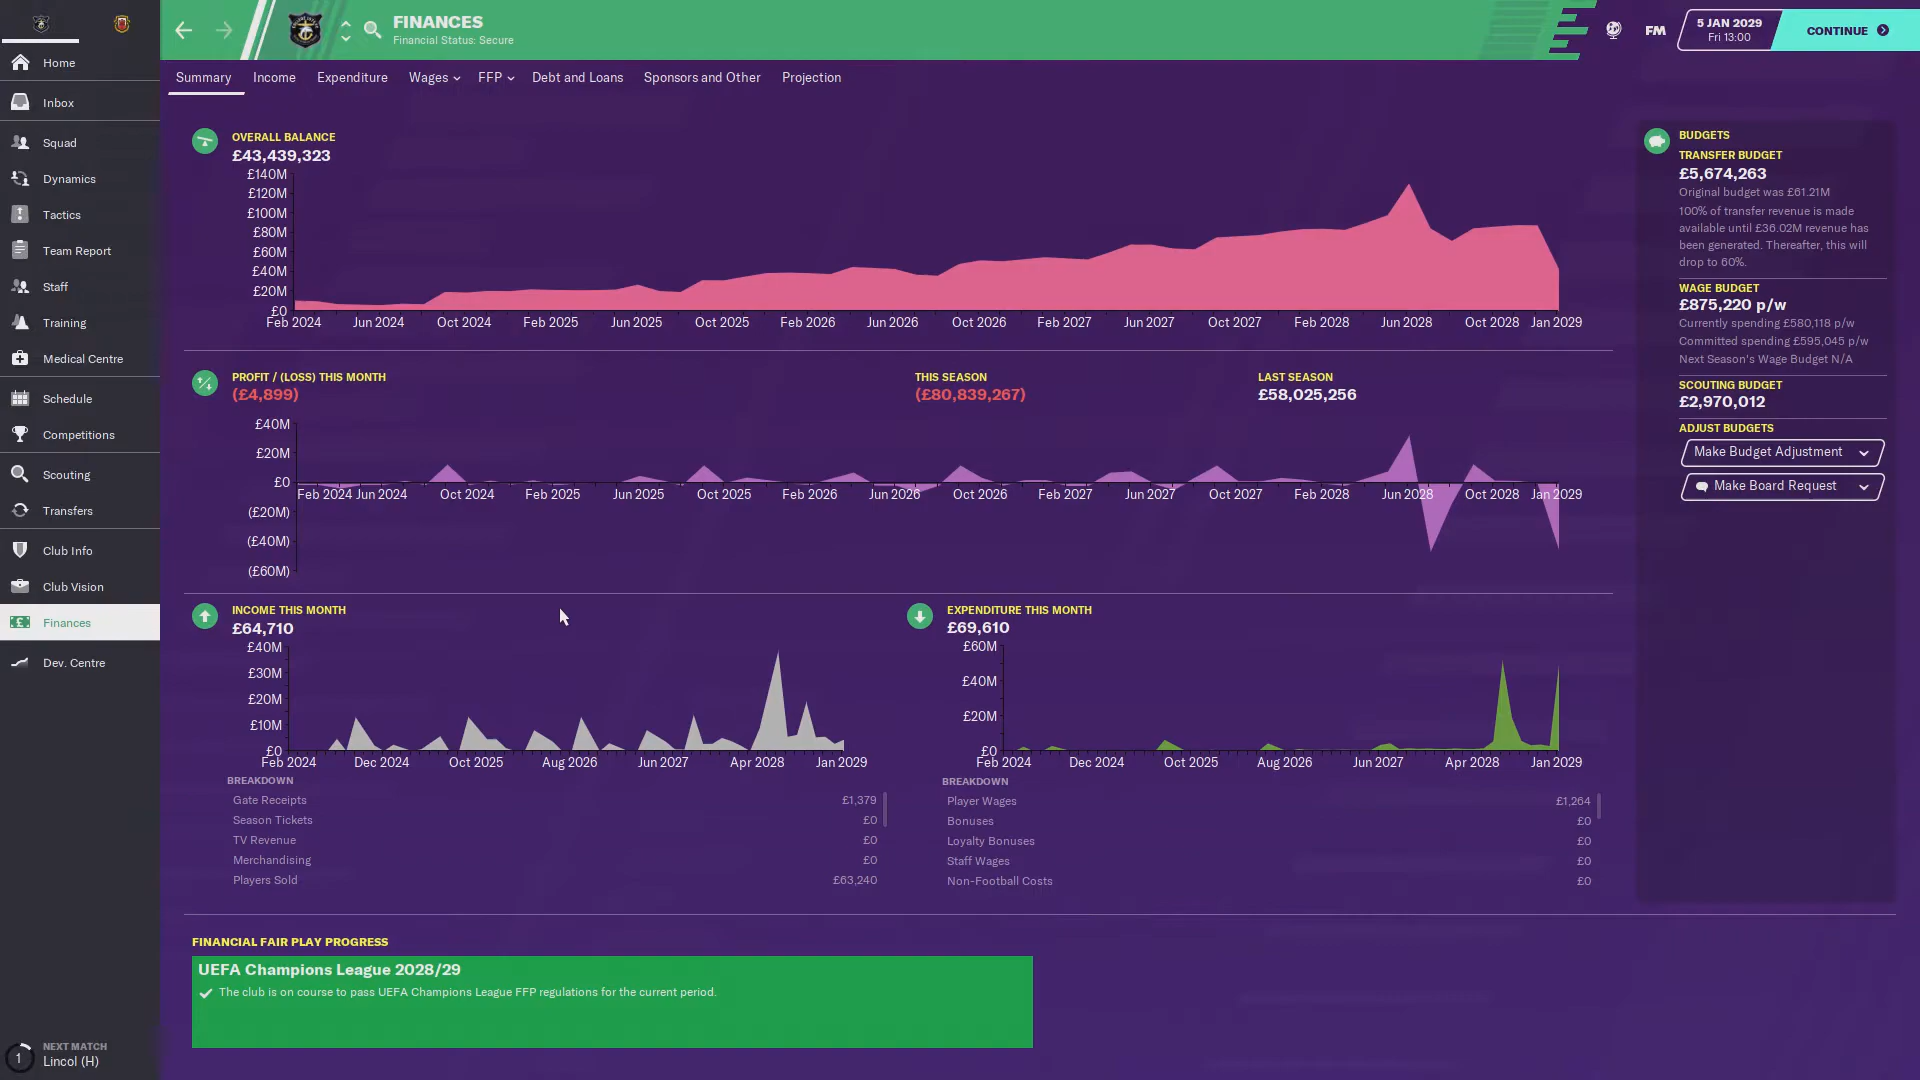 FINANCES
Financial Status: Secure
FM
5 JAN 2029
Fri 13:00
CONTINUE
Home
Inbox
Squad
Dynamics
Tactics
Team Report
Staff
Training
Medical Centre
Schedule
Competitions
Scouting
Transfers
Club Info
Club Vision
Finances
Dev. Centre
1
NEXT MATCH
Lincol (H)
Summary Income Expenditure Wages FFP Debt and Loans Sponsors and Other Projection
OVERALL BALANCE
£43,439,323
£140M
£120M
£100M
£80M
£60M
£40M
£20M
£0
Feb 2024 Jun 2024 Oct 2024 Feb 2025 Jun 2025 Oct 2025 Feb 2026 Jun 2026 Oct 2026 Feb 2027 Jun 2027 Oct 2027 Feb 2028 Jun 2028 Oct 2028 Jan 2029
PROFIT / (LOSS) THIS MONTH
(£4,899)
THIS SEASON
(£80,839,267)
LAST SEASON
£58,025,256
£40M
£20M
£0
Feb 2024 Jun 2024 Oct 2024 Feb 2025 Jun 2025 Oct 2025 Feb 2026 Jun 2026 Oct 2026 Feb 2027 Jun 2027 Oct 2027 Feb 2028 Jun 2028 Oct 2028 Jan 2029
(£20M)
(£40M)
(£60M)
INCOME THIS MONTH
£64,710
£40M
£30M
£20M
£10M
£0
Feb 2024 Dec 2024 Oct 2025 Aug 2026 Jun 2027 Apr 2028 Jan 2029
BREAKDOWN
Gate Receipts £1,379
Season Tickets £0
TV Revenue £0
Merchandising £0
Players Sold £63,240
EXPENDITURE THIS MONTH
£69,610
£60M
£40M
£20M
£0
Feb 2024 Dec 2024 Oct 2025 Aug 2026 Jun 2027 Apr 2028 Jan 2029
BREAKDOWN
Player Wages £1,264
Bonuses £0
Loyalty Bonuses £0
Staff Wages £0
Non-Football Costs £0
FINANCIAL FAIR PLAY PROGRESS
UEFA Champions League 2028/29
The club is on course to pass UEFA Champions League FFP regulations for the current period.
BUDGETS
TRANSFER BUDGET
£5,674,263
Original budget was £61.21M
100% of transfer revenue is made
available until £36.02M revenue has
been generated. Thereafter, this will
drop to 60%.
WAGE BUDGET
£875,220 p/w
Currently spending £580,118 p/w
Committed spending £595,045 p/w
Next Season's Wage Budget N/A
SCOUTING BUDGET
£2,970,012
ADJUST BUDGETS
Make Budget Adjustment
Make Board Request